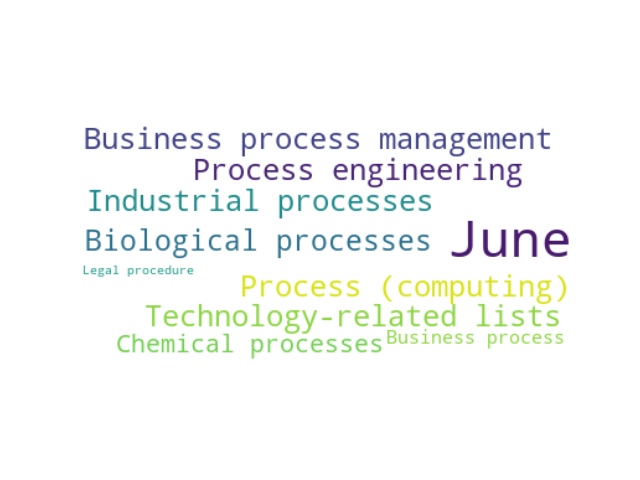 Business process management
Process engineering
Industrial processes
Biological processes June
Legal procedure
Process (computing)
Technology-related lists
Chemical processes Business process